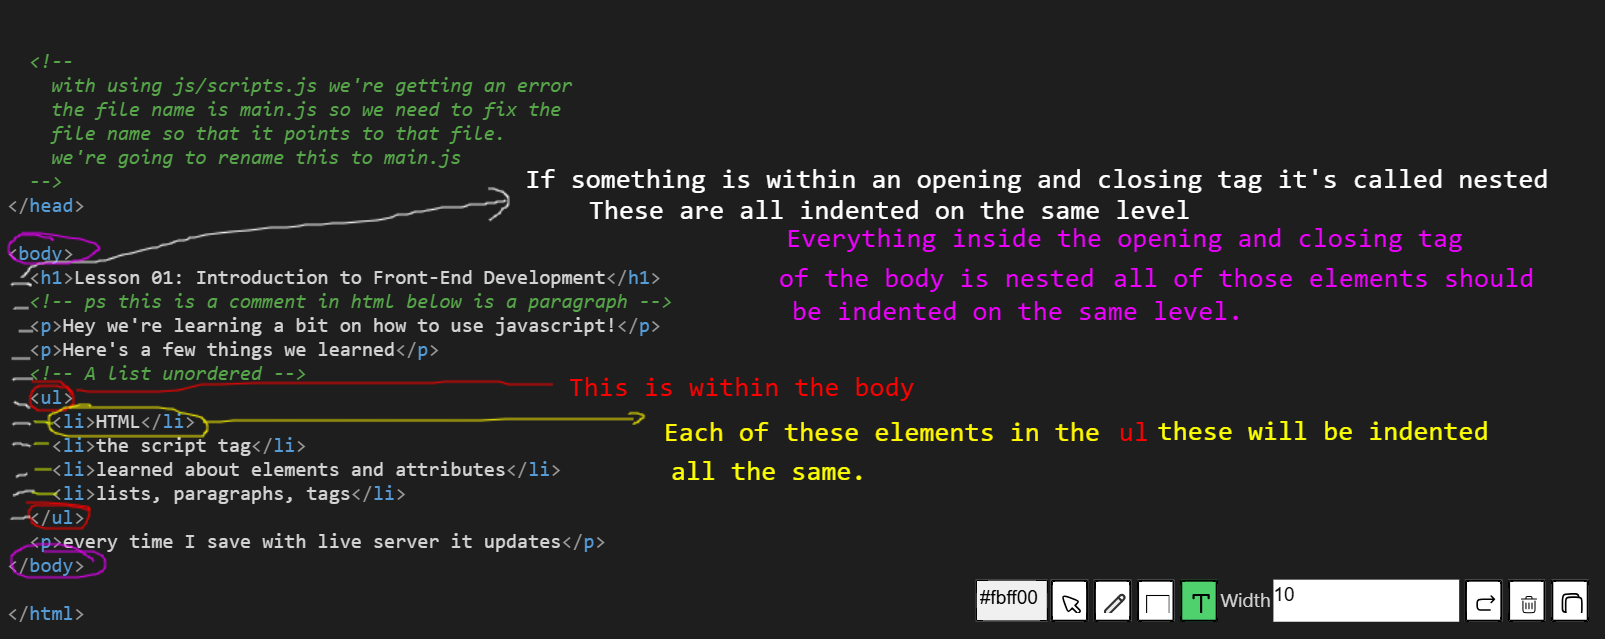 <!--
with using js/scripts.js we're getting an error
the file name is main.js so we need to fix the
file name so that it points to that file.
we're going to rename this to main.js
-->
</head>
If something is within an opening and closing tag it's called nested
These are all indented on the same level
<body>
Everything inside the opening and closing tag
of the body is nested all of those elements should
be indented on the same level.
<h1>Lesson 01: Introduction to Front-End Development</h1>
<!-- ps this is a comment in html below is a paragraph -->
<p>Hey we're learning a bit on how to use javascript!</p>
<p>Here's a few things we learned</p>
<!-- A list unordered -->
<ul>
This is within the body
<li>HTML</li>
Each of these elements in the ul these will be indented
all the same.
<li>the script tag</li>
<li>learned about elements and attributes</li>
<li>lists, paragraphs, tags</li>
</ul>
<p>every time I save with live server it updates</p>
</body>
</html>
#fbff00 T Width 10